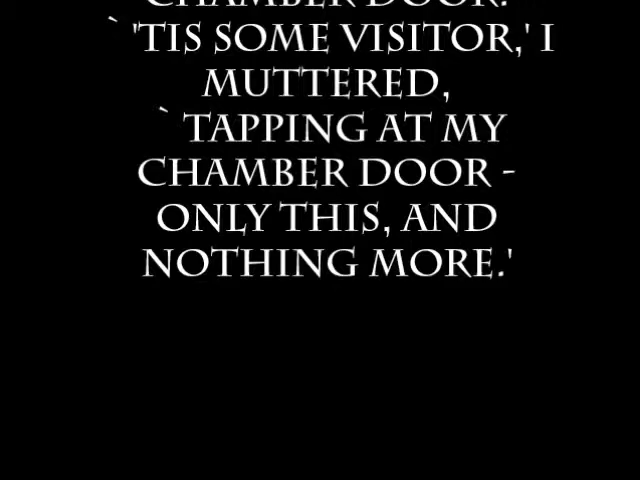 CHAMBER DOOR.
` 'TIS SOME VISITOR,' I
MUTTERED,
` TAPPING AT MY
CHAMBER DOOR -
ONLY THIS, AND
NOTHING MORE.'